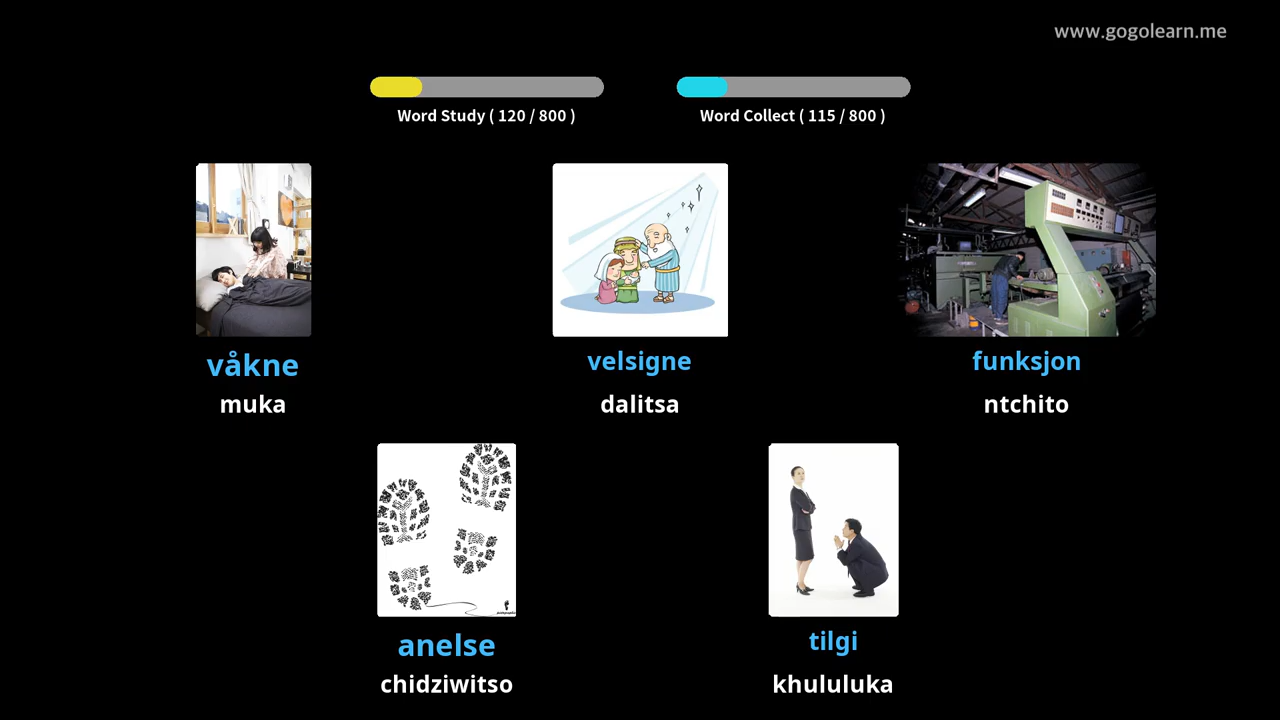 www.gogolearn.me
Word Study ( 120 / 800 )
Word Collect ( 115 / 800 )
våkne
muka
velsigne
dalitsa
funksjon
ntchito
anelse
chidziwitso
tilgi
khululuka